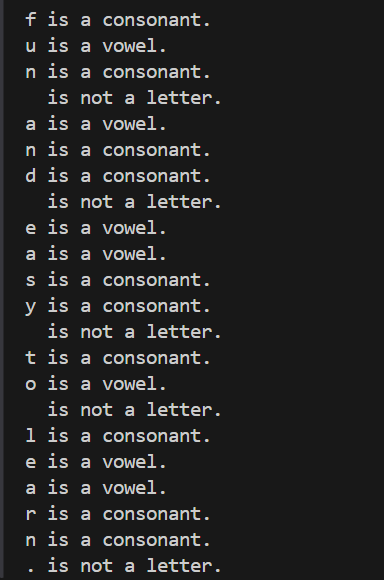 f is a consonant.
u is a vowel.
n is a consonant.
  is not a letter.
a is a vowel.
n is a consonant.
d is a consonant.
  is not a letter.
e is a vowel.
a is a vowel.
s is a consonant.
y is a consonant.
  is not a letter.
t is a consonant.
o is a vowel.
  is not a letter.
l is a consonant.
e is a vowel.
a is a vowel.
r is a consonant.
n is a consonant.
. is not a letter.